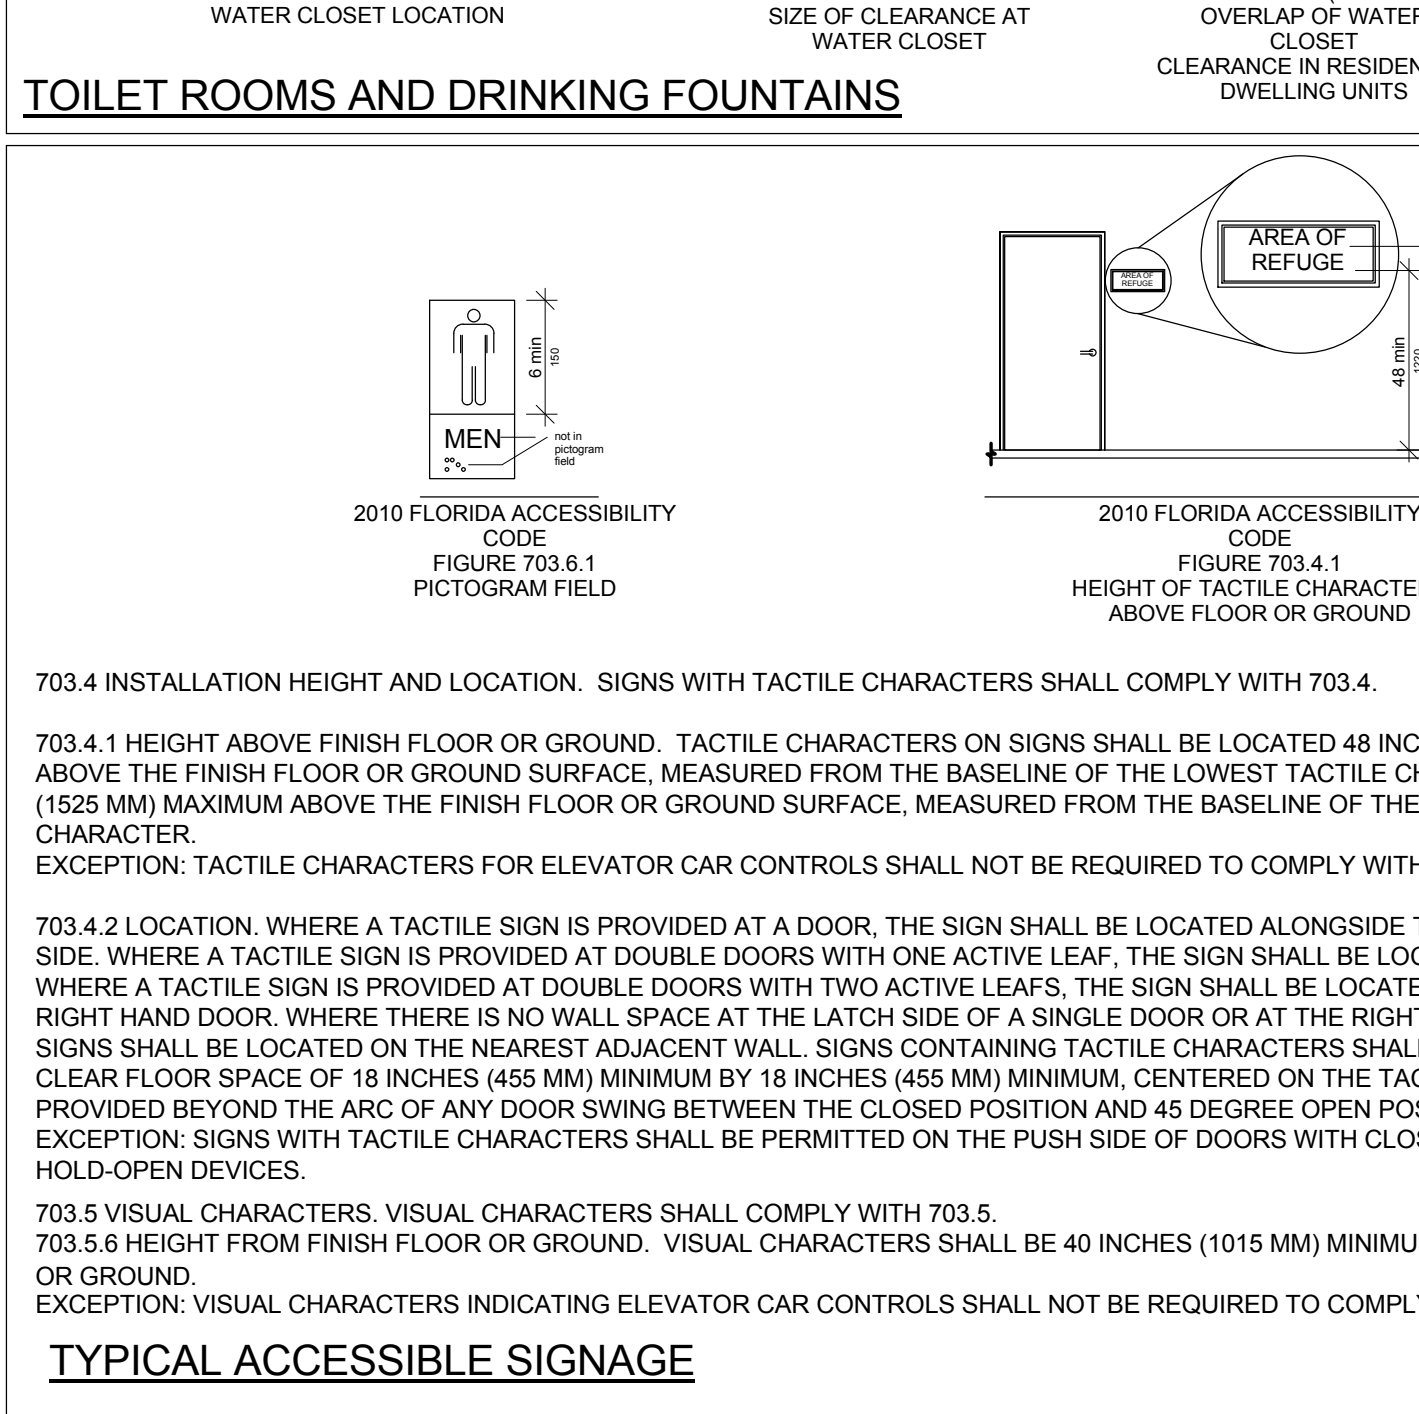 WATER CLOSET LOCATION
SIZE OF CLEARANCE AT
WATER CLOSET
OVERLAP OF WATER
CLOSET
CLEARANCE IN RESIDEN
DWELLING UNITS
TOILET ROOMS AND DRINKING FOUNTAINS
MEN
6 min
150
not in
pictogram
field
2010 FLORIDA ACCESSIBILITY
CODE
FIGURE 703.6.1
PICTOGRAM FIELD
AREA OF
REFUGE
AREA OF
REFUGE
48 min
1220
2010 FLORIDA ACCESSIBILITY
CODE
FIGURE 703.4.1
HEIGHT OF TACTILE CHARACTE
ABOVE FLOOR OR GROUND
703.4 INSTALLATION HEIGHT AND LOCATION. SIGNS WITH TACTILE CHARACTERS SHALL COMPLY WITH 703.4.
703.4.1 HEIGHT ABOVE FINISH FLOOR OR GROUND. TACTILE CHARACTERS ON SIGNS SHALL BE LOCATED 48 INC
ABOVE THE FINISH FLOOR OR GROUND SURFACE, MEASURED FROM THE BASELINE OF THE LOWEST TACTILE CH
(1525 MM) MAXIMUM ABOVE THE FINISH FLOOR OR GROUND SURFACE, MEASURED FROM THE BASELINE OF THE
CHARACTER.
EXCEPTION: TACTILE CHARACTERS FOR ELEVATOR CAR CONTROLS SHALL NOT BE REQUIRED TO COMPLY WITH
703.4.2 LOCATION. WHERE A TACTILE SIGN IS PROVIDED AT A DOOR, THE SIGN SHALL BE LOCATED ALONGSIDE T
SIDE. WHERE A TACTILE SIGN IS PROVIDED AT DOUBLE DOORS WITH ONE ACTIVE LEAF, THE SIGN SHALL BE LOC
WHERE A TACTILE SIGN IS PROVIDED AT DOUBLE DOORS WITH TWO ACTIVE LEAFS, THE SIGN SHALL BE LOCATE
RIGHT HAND DOOR. WHERE THERE IS NO WALL SPACE AT THE LATCH SIDE OF A SINGLE DOOR OR AT THE RIGHT
SIGNS SHALL BE LOCATED ON THE NEAREST ADJACENT WALL. SIGNS CONTAINING TACTILE CHARACTERS SHALL
CLEAR FLOOR SPACE OF 18 INCHES (455 MM) MINIMUM BY 18 INCHES (455 MM) MINIMUM, CENTERED ON THE TAC
PROVIDED BEYOND THE ARC OF ANY DOOR SWING BETWEEN THE CLOSED POSITION AND 45 DEGREE OPEN POS
EXCEPTION: SIGNS WITH TACTILE CHARACTERS SHALL BE PERMITTED ON THE PUSH SIDE OF DOORS WITH CLOS
HOLD-OPEN DEVICES.
703.5 VISUAL CHARACTERS. VISUAL CHARACTERS SHALL COMPLY WITH 703.5.
703.5.6 HEIGHT FROM FINISH FLOOR OR GROUND. VISUAL CHARACTERS SHALL BE 40 INCHES (1015 MM) MINIMU
OR GROUND.
EXCEPTION: VISUAL CHARACTERS INDICATING ELEVATOR CAR CONTROLS SHALL NOT BE REQUIRED TO COMPLY
TYPICAL ACCESSIBLE SIGNAGE